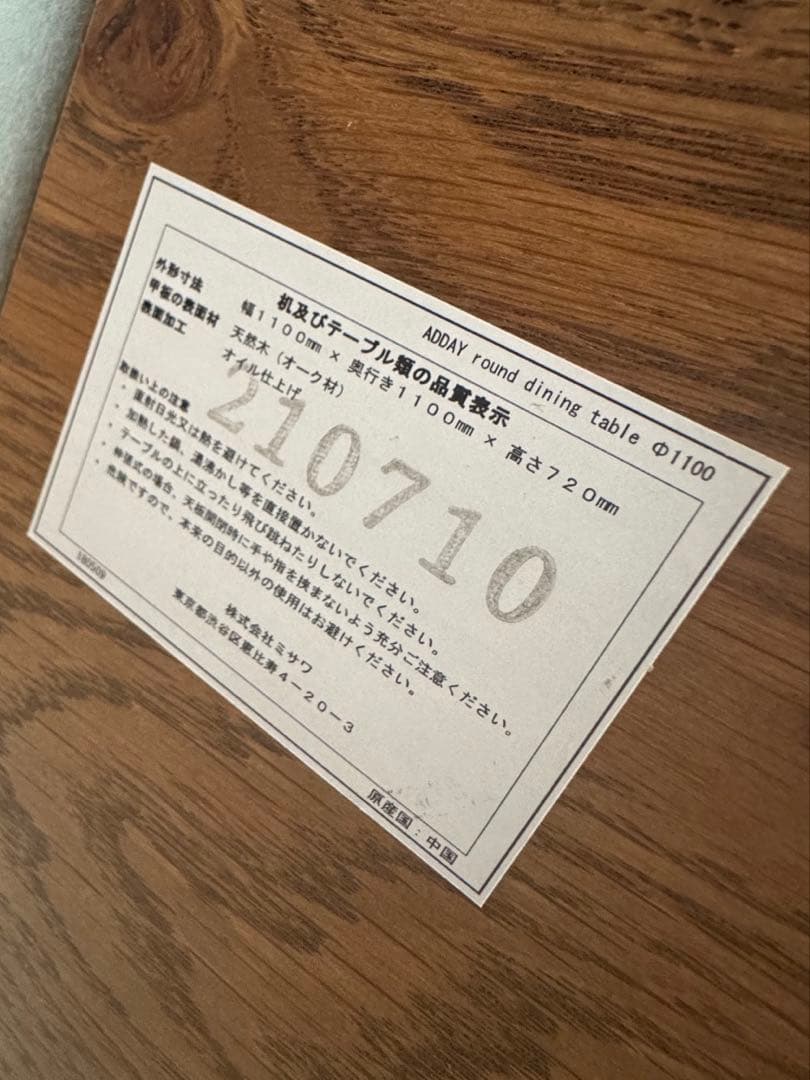 ADDAY round dining table Φ1100
机及びテーブル類の品質表示
外形寸法 幅1100mm × 奥行き1100mm × 高さ720mm
甲板の表面材 天然木（オーク材）
表面加工 オイル仕上げ
210710
取扱い上の注意
・直射日光又は熱を避けてください。
・加熱した鍋、湯沸かし等を直接置かないでください。
・テーブルの上に立ったり飛び跳ねたりしないでください。
・伸長式の場合、天板開閉時に手や指を挟まないよう充分ご注意ください。
・危険ですので、本来の目的以外の使用はお避けください。
株式会社ミサワ
東京都渋谷区恵比寿4－20－3
180509
原産国：中国